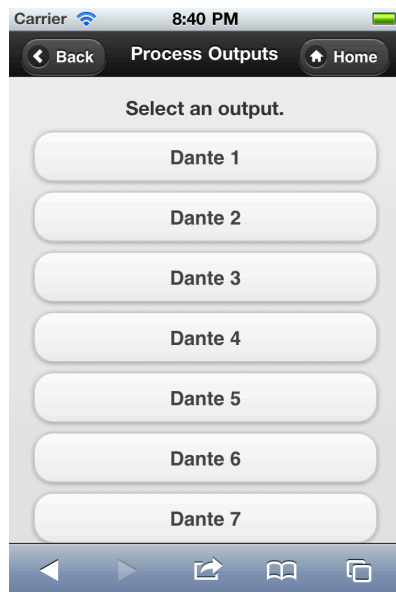 Carrier 8:40 PM
Back Process Outputs Home
Select an output.
Dante 1
Dante 2
Dante 3
Dante 4
Dante 5
Dante 6
Dante 7